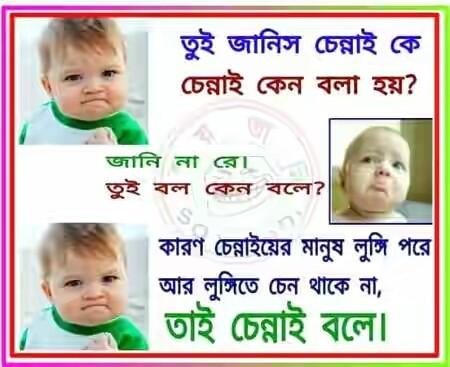 তুই জানিস চেন্নাই কে
চেন্নাই কেন বলা হয়?
জানি না রে।
তুই বল কেন বলে?
কারণ চেন্নাইয়ের মানুষ লুঙ্গি পরে
আর লুঙ্গিতে চেন থাকে না,
তাই চেন্নাই বলে।